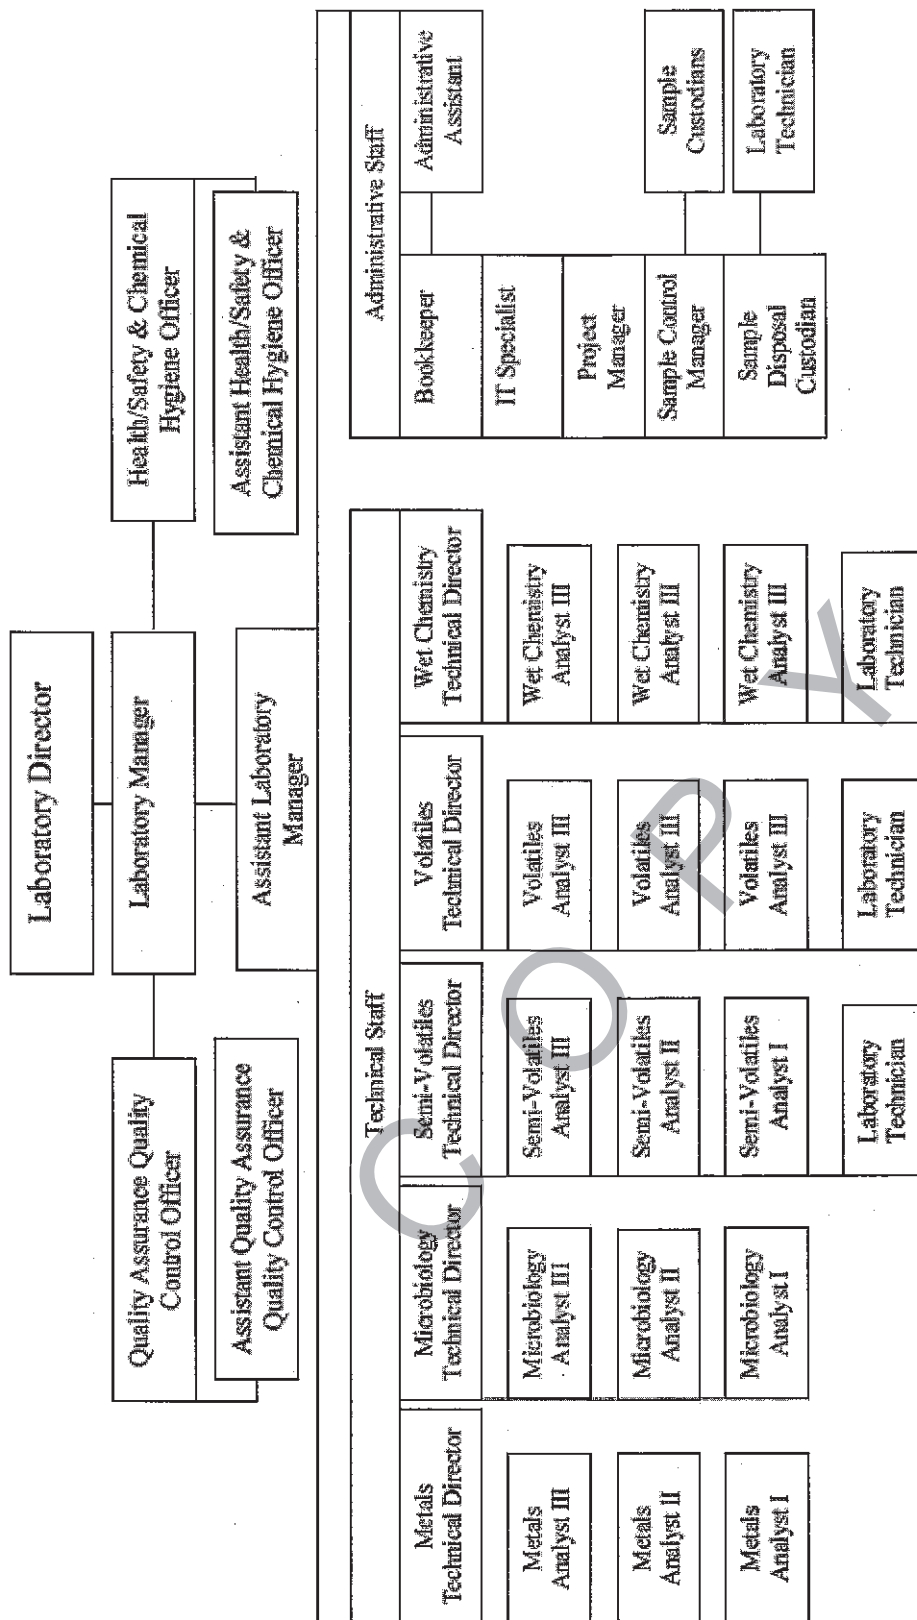 Laboratory Director
Quality Assurance Quality
Control Officer
Laboratory Manager
Health/Safety & Chemical
Hygiene Officer
Assistant Quality Assurance
Quality Control Officer
Assistant Laboratory
Manager
Assistant Health/Safety &
Chemical Hygiene Officer
Technical Staff
Metals
Technical Director
Microbiology
Technical Director
Semi-Volatiles
Technical Director
Volatiles
Technical Director
Wet Chemistry
Technical Director
Metals
Analyst III
Microbiology
Analyst III
Semi-Volatiles
Analyst III
Volatiles
Analyst III
Wet Chemistry
Analyst III
Metals
Analyst II
Microbiology
Analyst II
Semi-Volatiles
Analyst II
Volatiles
Analyst III
Wet Chemistry
Analyst III
Metals
Analyst I
Microbiology
Analyst I
Semi-Volatiles
Analyst I
Volatiles
Analyst III
Wet Chemistry
Analyst III
Laboratory
Technician
Laboratory
Technician
Laboratory
Technician
Administrative Staff
Bookkeeper
Administrative
Assistant
IT Specialist
Project
Manager
Sample Control
Manager
Sample
Custodians
Sample
Disposal
Custodian
Laboratory
Technician
COPY